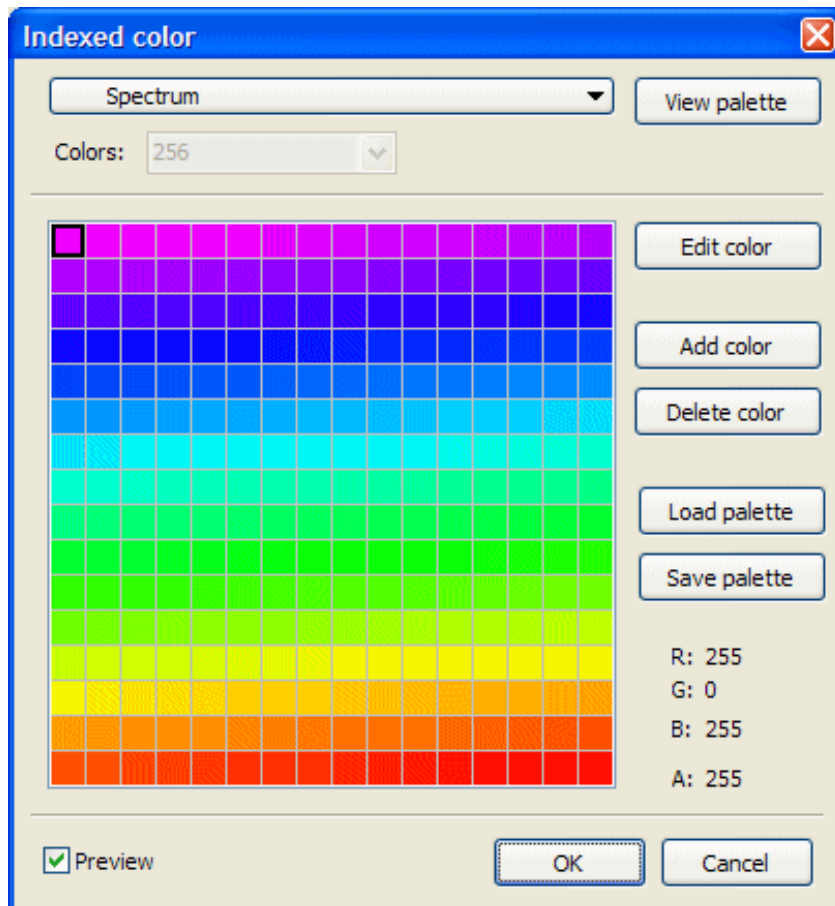 Indexed color
Spectrum
View palette
Colors: 256
Edit color
Add color
Delete color
Load palette
Save palette
R: 255
G: 0
B: 255
A: 255
Preview
OK
Cancel